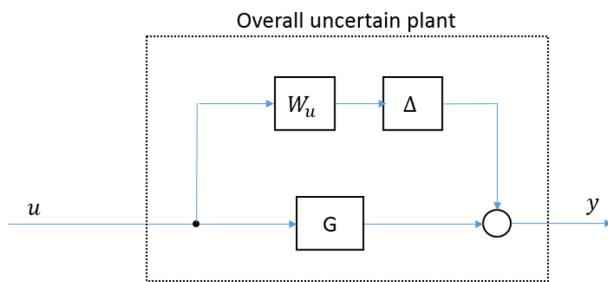 Overall uncertain plant
W_u
Δ
u
G
y